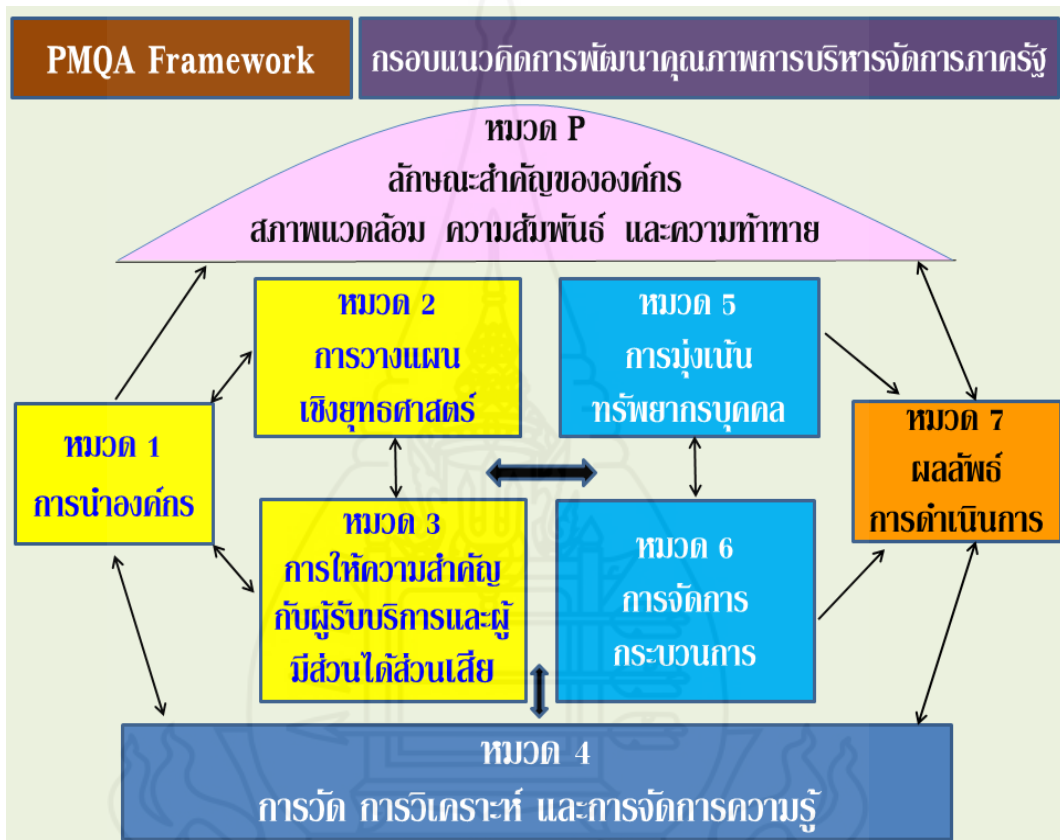 PMQA Framework
กรอบแนวคิดการพัฒนาคุณภาพการบริหารจัดการภาครัฐ
หมวด P
ลักษณะสำคัญขององค์กร
สภาพแวดล้อม ความสัมพันธ์ และความท้าทาย
หมวด 2
การวางแผน
เชิงยุทธศาสตร์
หมวด 5
การมุ่งเน้น
ทรัพยากรบุคคล
หมวด 1
การนำองค์กร
หมวด 7
ผลลัพธ์
การดำเนินการ
หมวด 3
การให้ความสำคัญ
กับผู้รับบริการและผู้
มีส่วนได้ส่วนเสีย
หมวด 6
การจัดการ
กระบวนการ
หมวด 4
การวัด การวิเคราะห์ และการจัดการความรู้